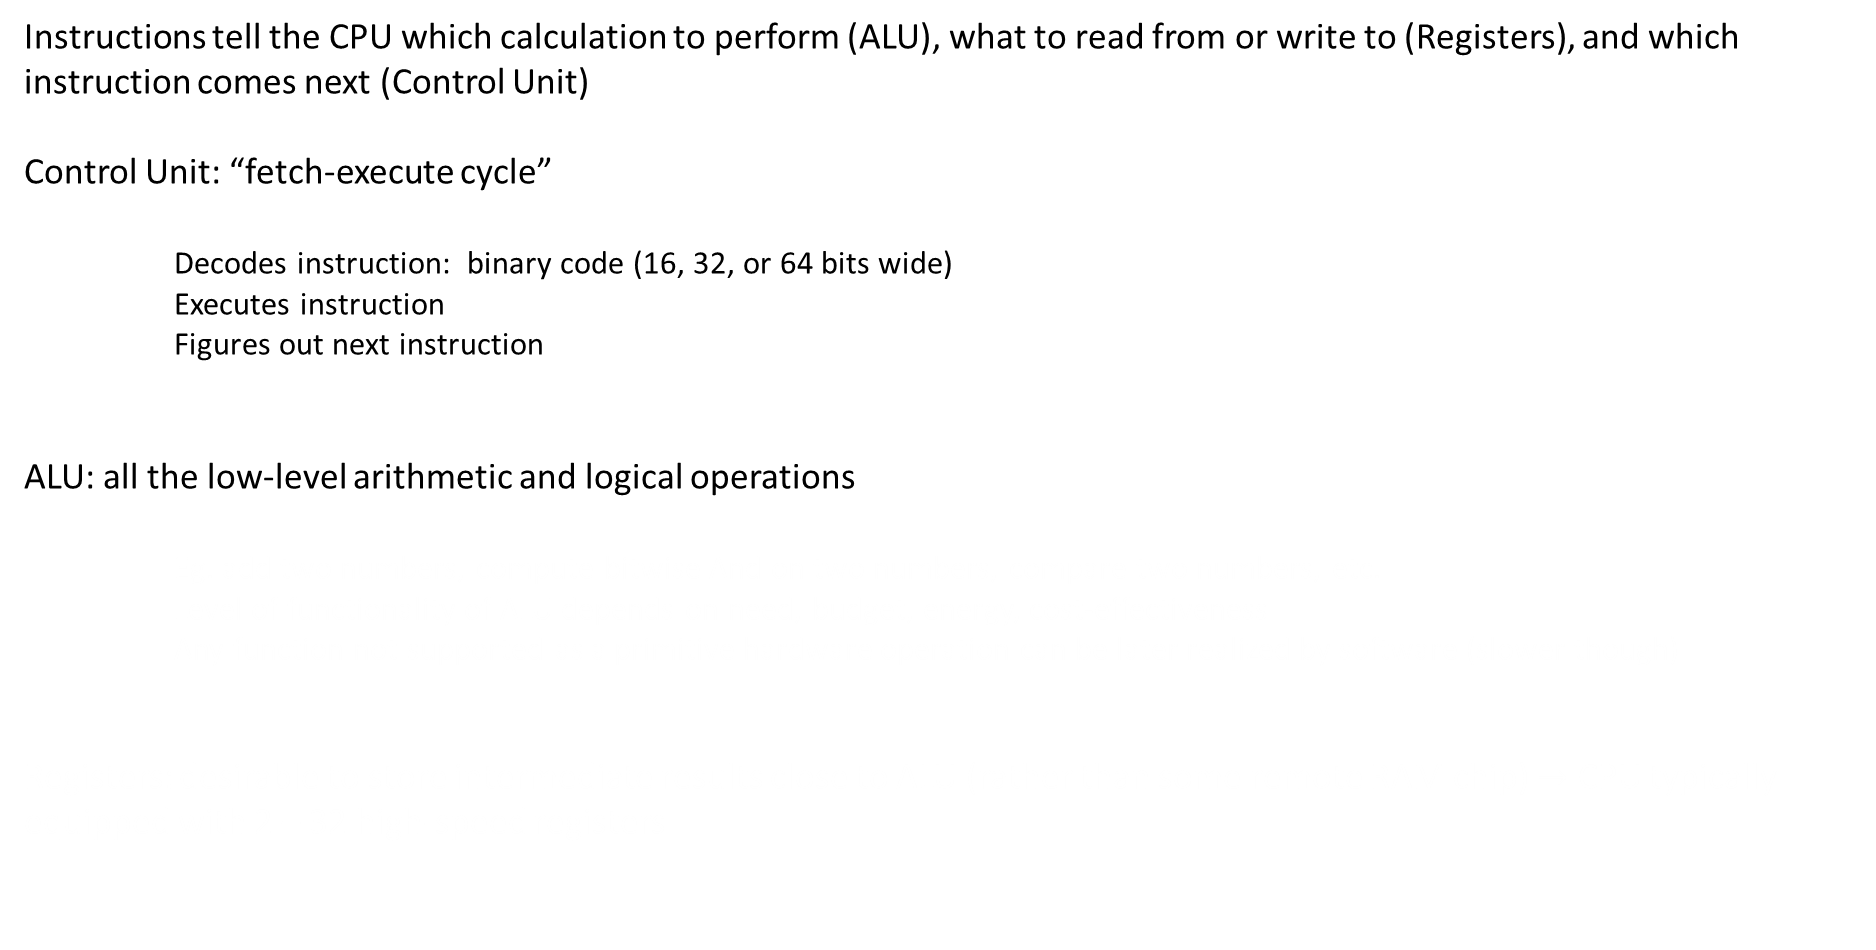 Instructions tell the CPU which calculation to perform (ALU), what to read from or write to (Registers), and which
instruction comes next (Control Unit)
Control Unit: “fetch-execute cycle”
Decodes instruction:  binary code (16, 32, or 64 bits wide)
Executes instruction
Figures out next instruction
ALU: all the low-level arithmetic and logical operations